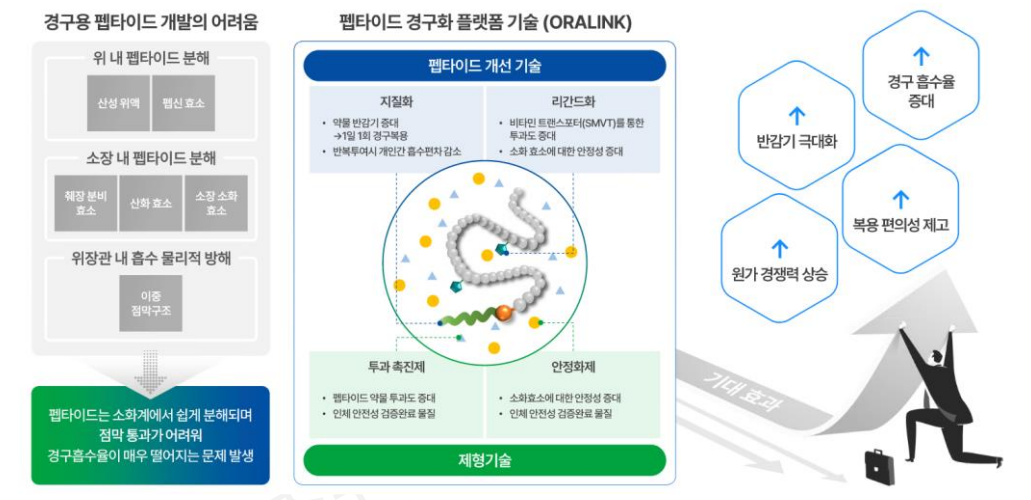 경구용 펩타이드 개발의 어려움
위 내 펩타이드 분해
산성 위액
펩신 효소
소장 내 펩타이드 분해
췌장 분비
효소
산화 효소
소장 소화
효소
위장관 내 흡수 물리적 방해
이중
점막구조
펩타이드는 소화계에서 쉽게 분해되며
점막 통과가 어려워
경구흡수율이 매우 떨어지는 문제 발생
펩타이드 경구화 플랫폼 기술 (ORALINK)
펩타이드 개선 기술
지질화
• 약물 반감기 증대
→1일 1회 경구복용
• 반복투여시 개인간 흡수편차 감소
리간드화
• 비타민 트랜스포터(SMVT)를 통한
투과도 증대
• 소화 효소에 대한 안정성 증대
투과 촉진제
• 펩타이드 약물 투과도 증대
• 인체 안전성 검증완료 물질
안정화제
• 소화효소에 대한 안정성 증대
• 인체 안전성 검증완료 물질
제형기술
경구 흡수율
증대
반감기 극대화
복용 편의성 제고
원가 경쟁력 상승
기대 효과